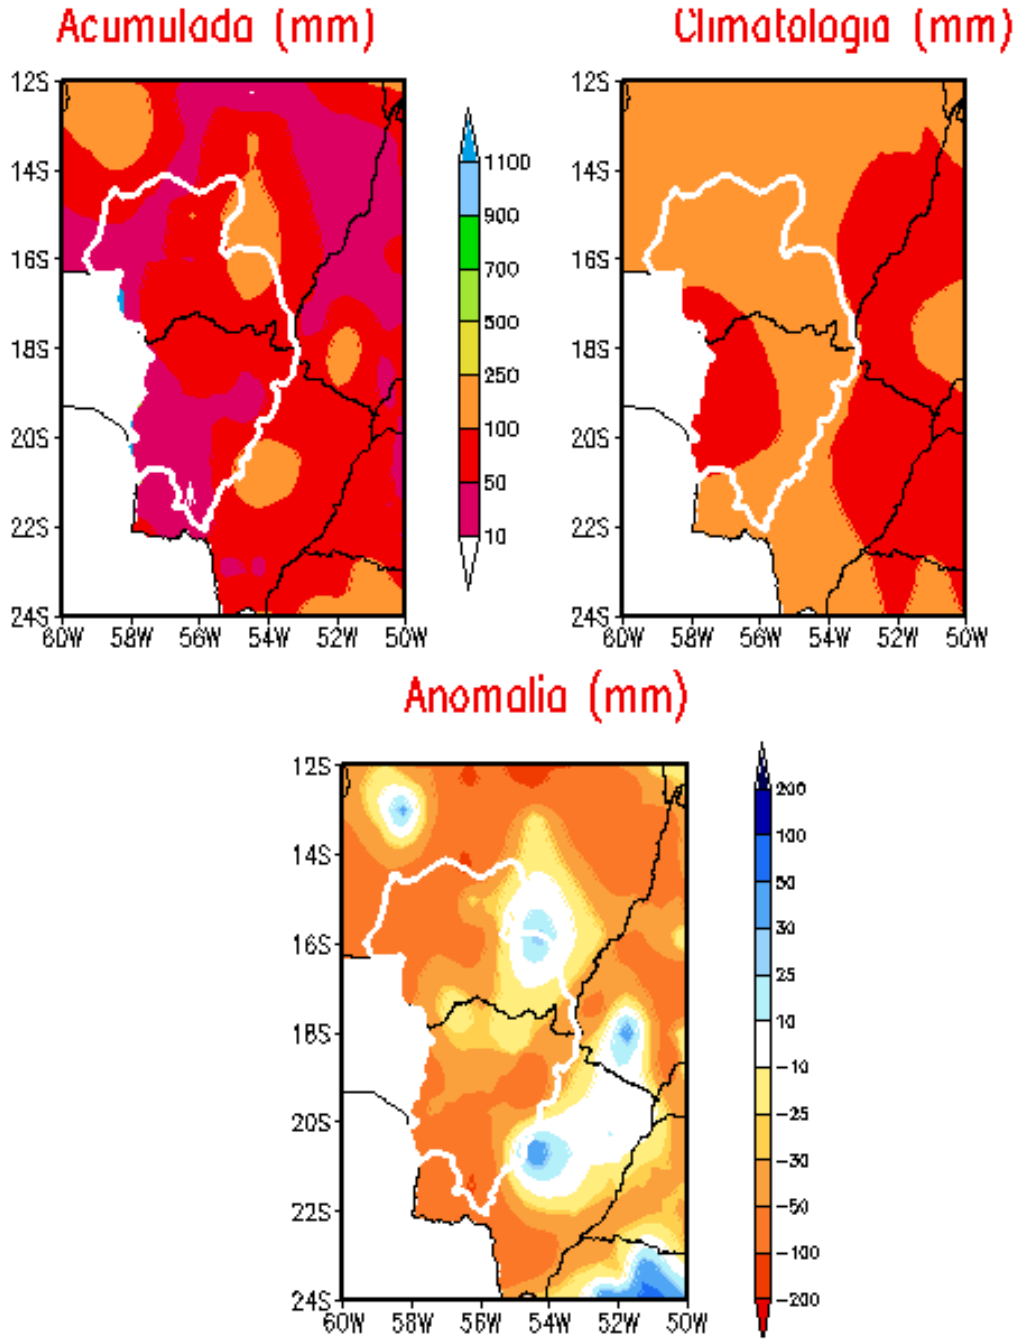 Acumulada (mm)
Climatologia (mm)
12S
14S
16S
18S
20S
22S
24S
60W 58W 56W 54W 52W 50W
1100
900
700
500
250
100
50
10
12S
14S
16S
18S
20S
22S
24S
60W 58W 56W 54W 52W 50W
Anomalia (mm)
12S
14S
16S
18S
20S
22S
24S
60W 58W 56W 54W 52W 50W
200
100
50
30
25
10
-10
-25
-30
-50
-100
-200